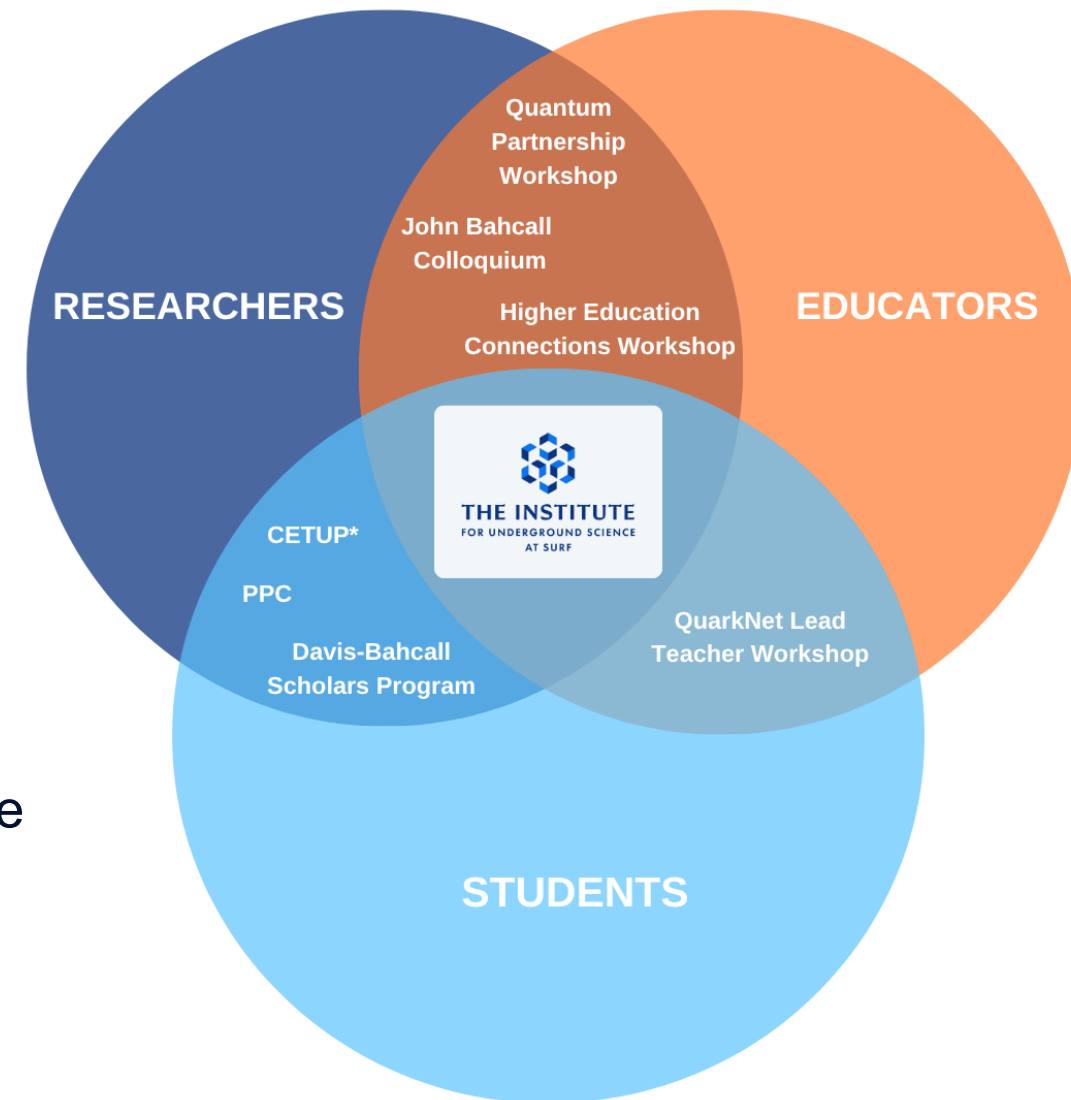 Quantum
Partnership
Workshop
John Bahcall
Colloquium
RESEARCHERS
EDUCATORS
Higher Education
Connections Workshop
THE INSTITUTE
FOR UNDERGROUND SCIENCE
AT SURF
CETUP*
PPC
Davis-Bahcall
Scholars Program
QuarkNet Lead
Teacher Workshop
e
STUDENTS